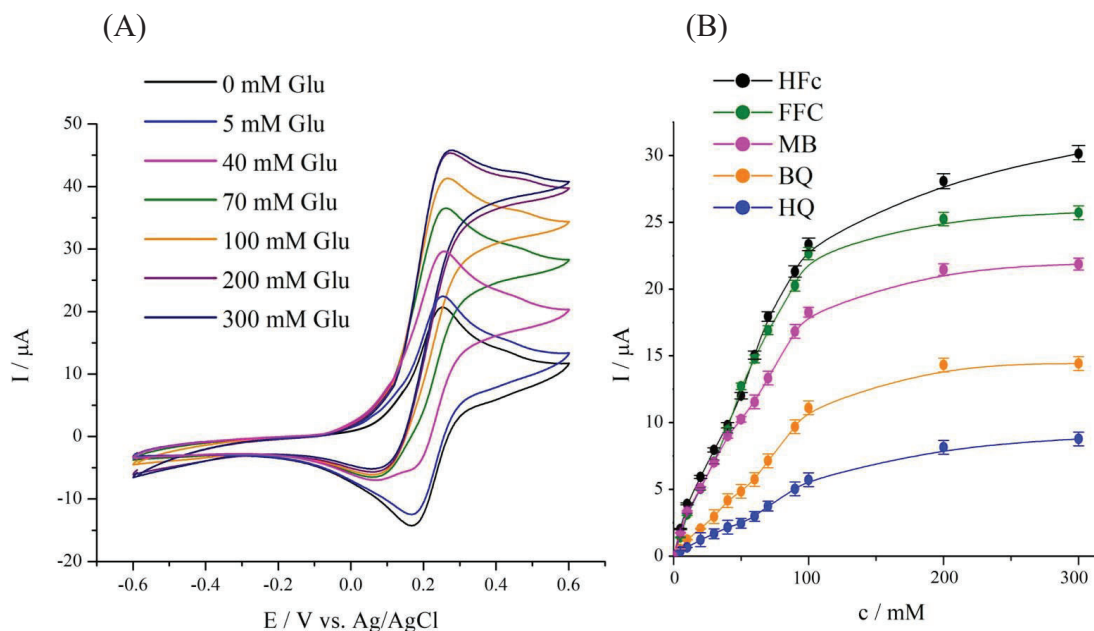 (A)
0 mM Glu
5 mM Glu
40 mM Glu
70 mM Glu
100 mM Glu
200 mM Glu
300 mM Glu
50
40
30
20
10
0
-10
-20
I / μA
-0.6
-0.4
-0.2
0.0
0.2
0.4
0.6
E / V vs. Ag/AgCl
(B)
HFc
FFC
MB
BQ
HQ
30
25
20
15
10
5
0
I / μA
0
100
200
300
c / mM